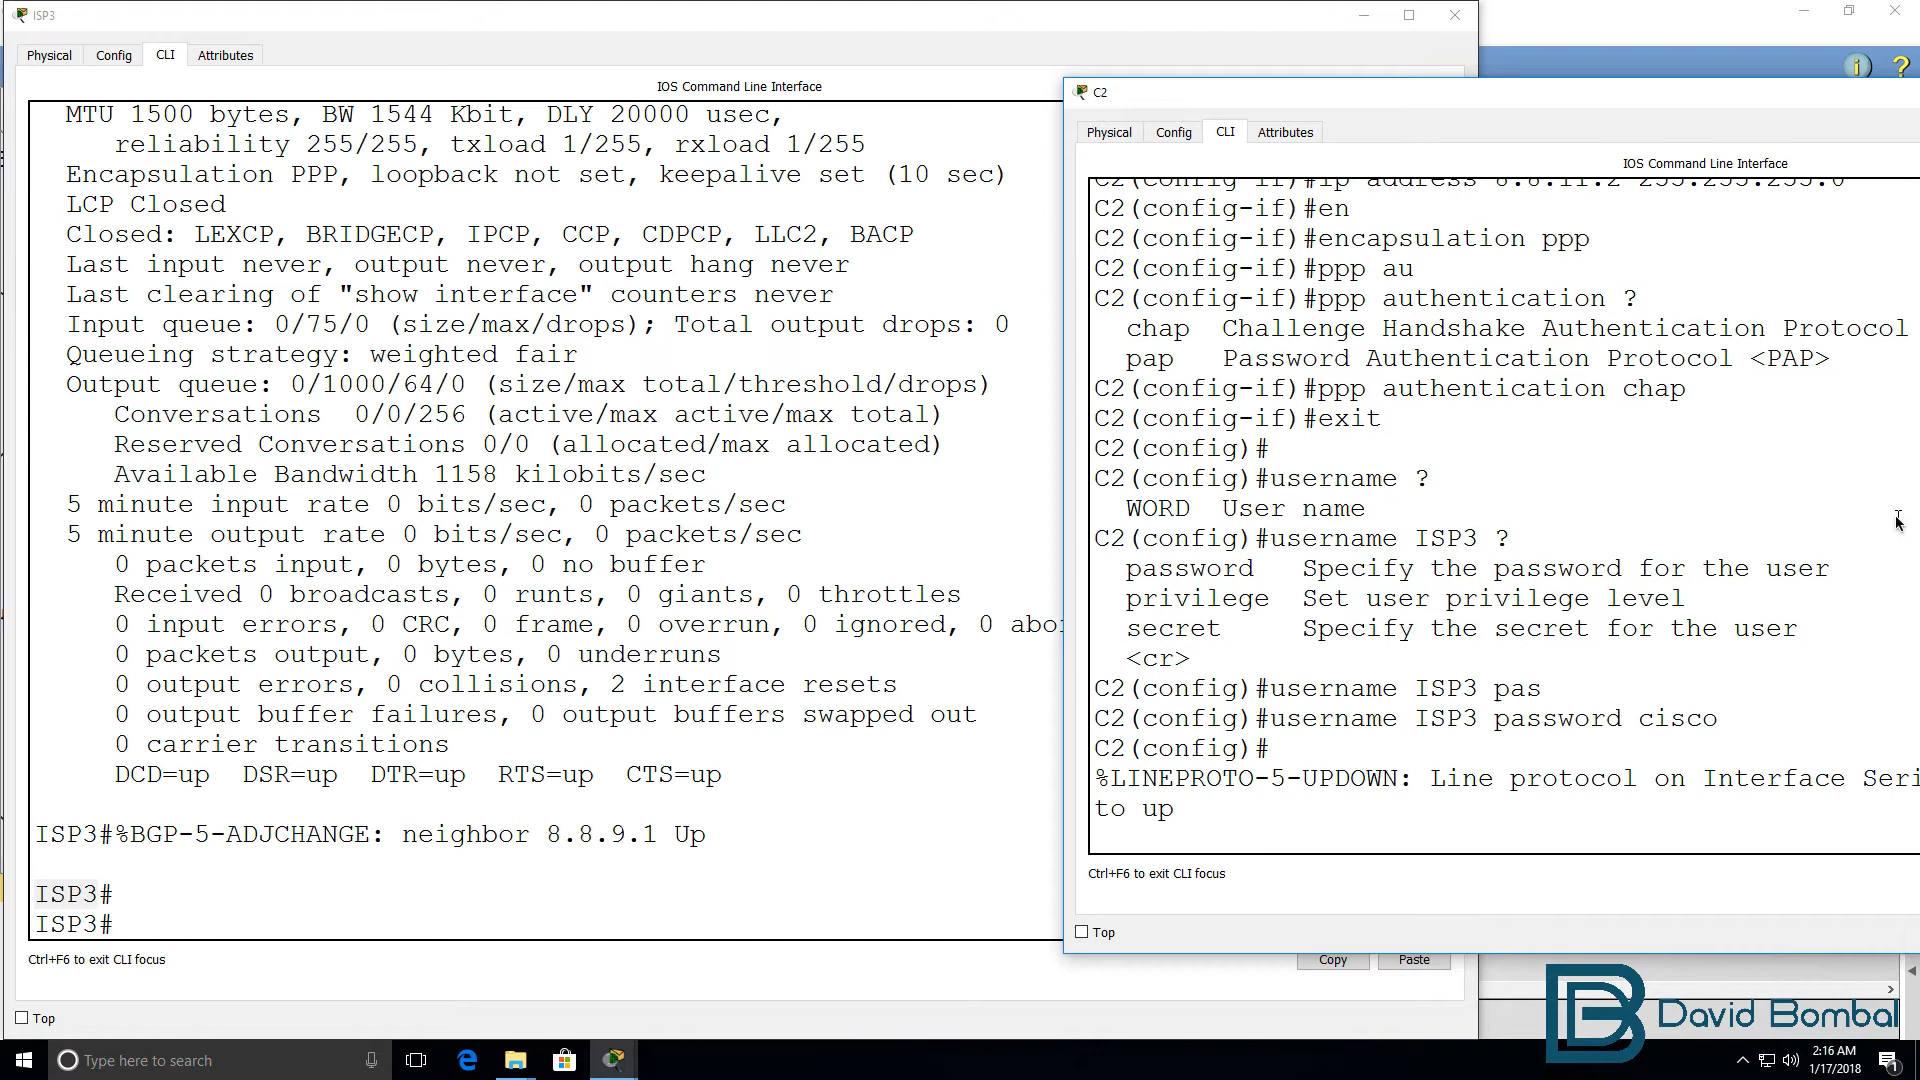 ISP3
Physical
Config
CLI
Attributes
IOS Command Line Interface
MTU 1500 bytes, BW 1544 Kbit, DLY 20000 usec,
reliability 255/255, txload 1/255, rxload 1/255
Encapsulation PPP, loopback not set, keepalive set (10 sec)
LCP Closed
Closed: LEXCP, BRIDGECP, IPCP, CCP, CDPCP, LLC2, BACP
Last input never, output never, output hang never
Last clearing of "show interface" counters never
Input queue: 0/75/0 (size/max/drops); Total output drops: 0
Queueing strategy: weighted fair
Output queue: 0/1000/64/0 (size/max total/threshold/drops)
Conversations  0/0/256 (active/max active/max total)
Reserved Conversations 0/0 (allocated/max allocated)
Available Bandwidth 1158 kilobits/sec
5 minute input rate 0 bits/sec, 0 packets/sec
5 minute output rate 0 bits/sec, 0 packets/sec
0 packets input, 0 bytes, 0 no buffer
Received 0 broadcasts, 0 runts, 0 giants, 0 throttles
0 input errors, 0 CRC, 0 frame, 0 overrun, 0 ignored, 0 abo
0 packets output, 0 bytes, 0 underruns
0 output errors, 0 collisions, 2 interface resets
0 output buffer failures, 0 output buffers swapped out
0 carrier transitions
DCD=up  DSR=up  DTR=up  RTS=up  CTS=up
ISP3#%BGP-5-ADJCHANGE: neighbor 8.8.9.1 Up
ISP3#
ISP3#
Ctrl+F6 to exit CLI focus
Copy
Paste
Top
C2
Physical
Config
CLI
Attributes
IOS Command Line Interface
C2(config-if)#ip address 8.8.11.2 255.255.255.0
C2(config-if)#en
C2(config-if)#encapsulation ppp
C2(config-if)#ppp au
C2(config-if)#ppp authentication ?
chap  Challenge Handshake Authentication Protocol
pap   Password Authentication Protocol <PAP>
C2(config-if)#ppp authentication chap
C2(config-if)#exit
C2(config)#
C2(config)#username ?
WORD  User name
C2(config)#username ISP3 ?
password   Specify the password for the user
privilege  Set user privilege level
secret     Specify the secret for the user
<cr>
C2(config)#username ISP3 pas
C2(config)#username ISP3 password cisco
C2(config)#
%LINEPROTO-5-UPDOWN: Line protocol on Interface Seri
to up
Ctrl+F6 to exit CLI focus
Top
David Bombal
Type here to search
2:16 AM
1/17/2018
1